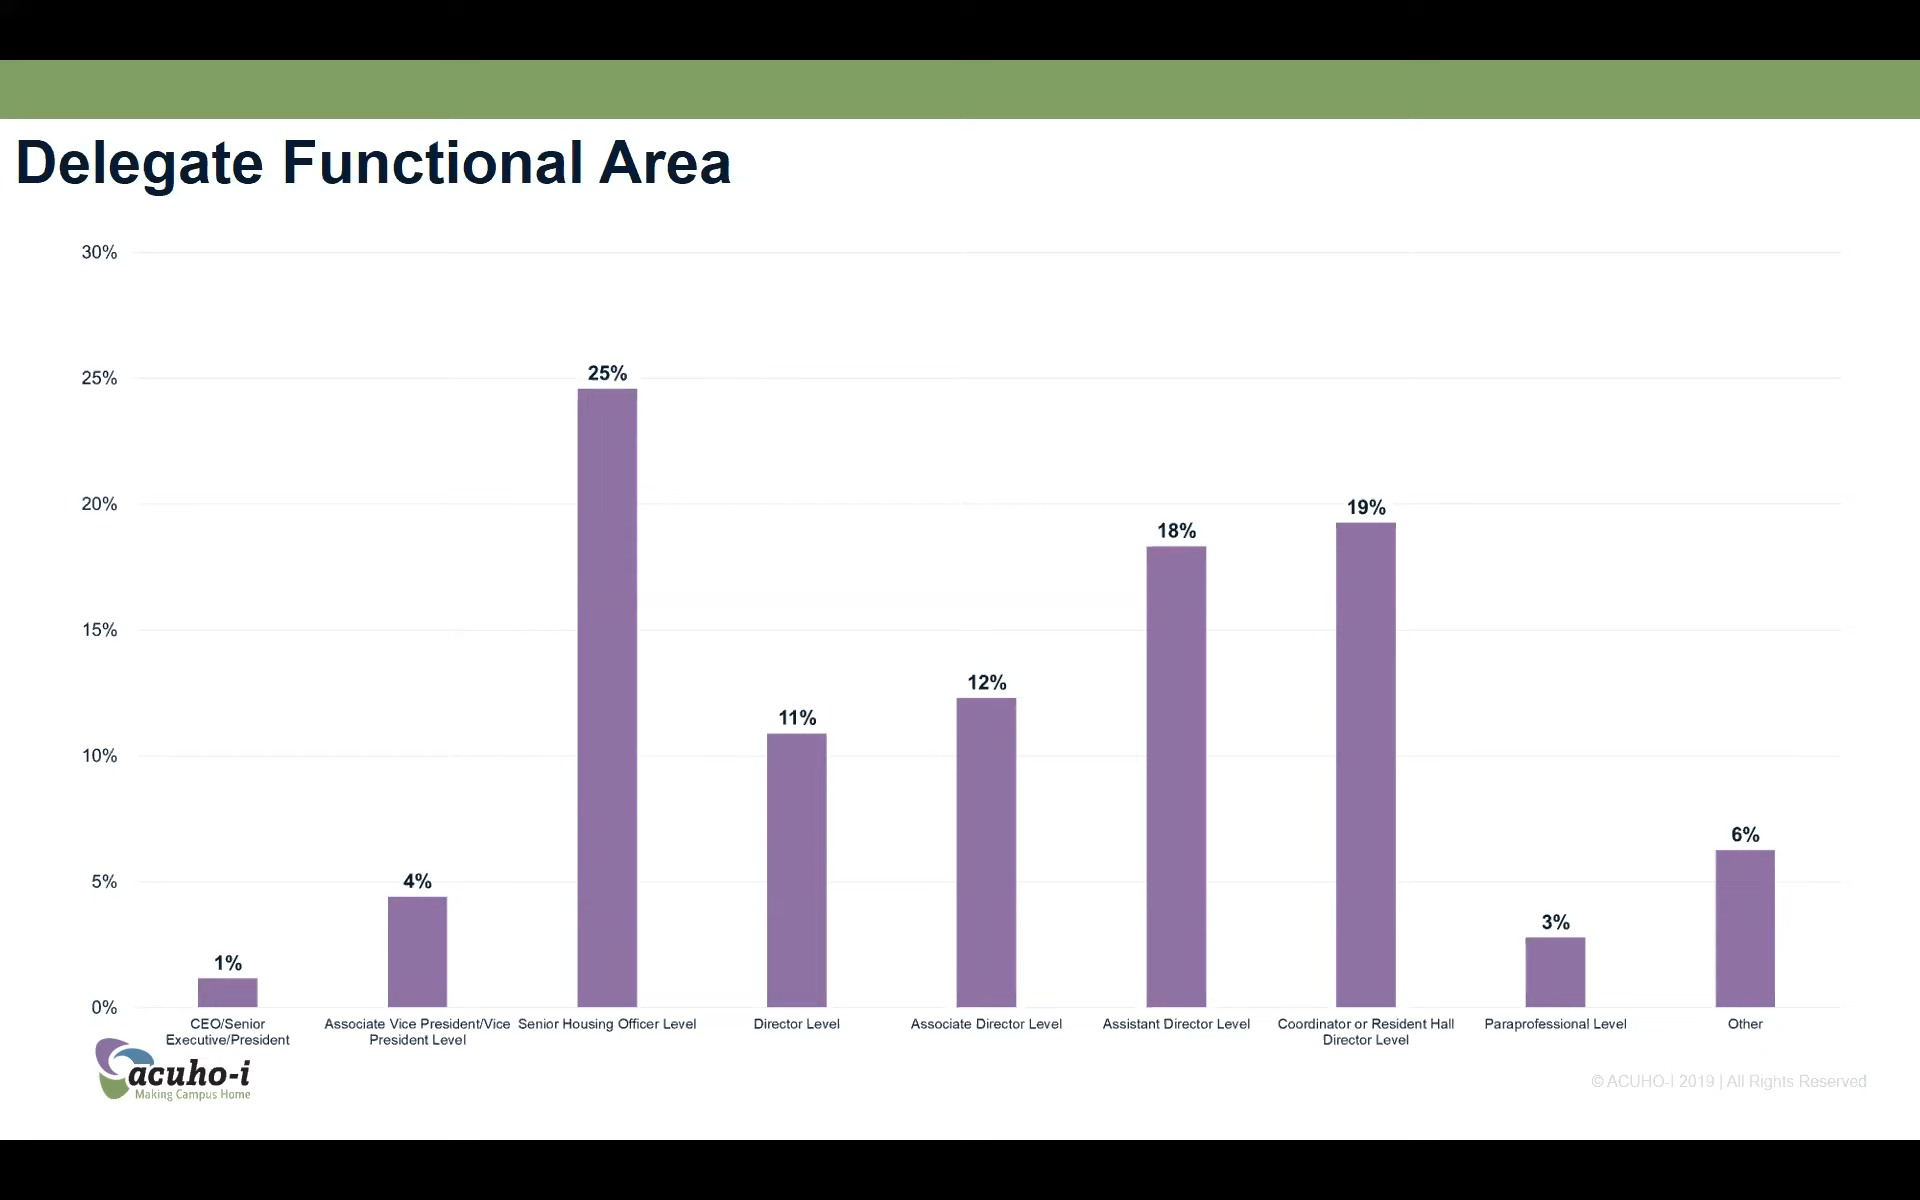 Delegate Functional Area
30%
25%
20%
15%
10%
5%
0%
1%
4%
25%
11%
12%
18%
19%
3%
6%
CEO/Senior
Executive/President
Associate Vice President/Vice
President Level
Senior Housing Officer Level
Director Level
Associate Director Level
Assistant Director Level
Coordinator or Resident Hall
Director Level
Paraprofessional Level
Other
acuho-i
Making Campus Home
© ACUHO-I 2019 | All Rights Reserved